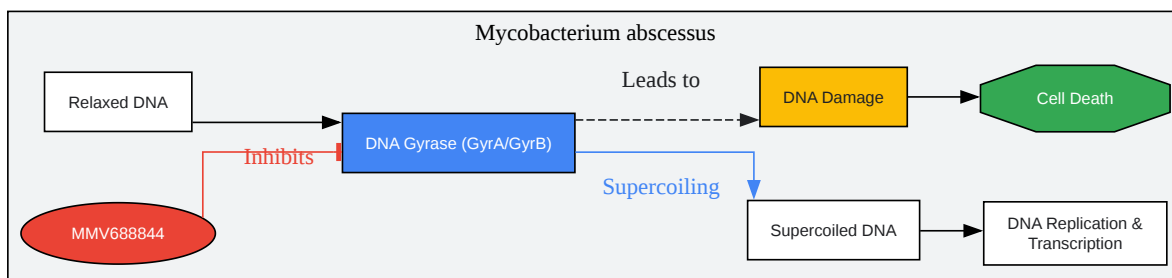 Mycobacterium abscessus
Relaxed DNA
Leads to
DNA Damage
Cell Death
DNA Gyrase (GyrA/GyrB)
Inhibits
Supercoiling
MMV688844
Supercoiled DNA
DNA Replication &
Transcription